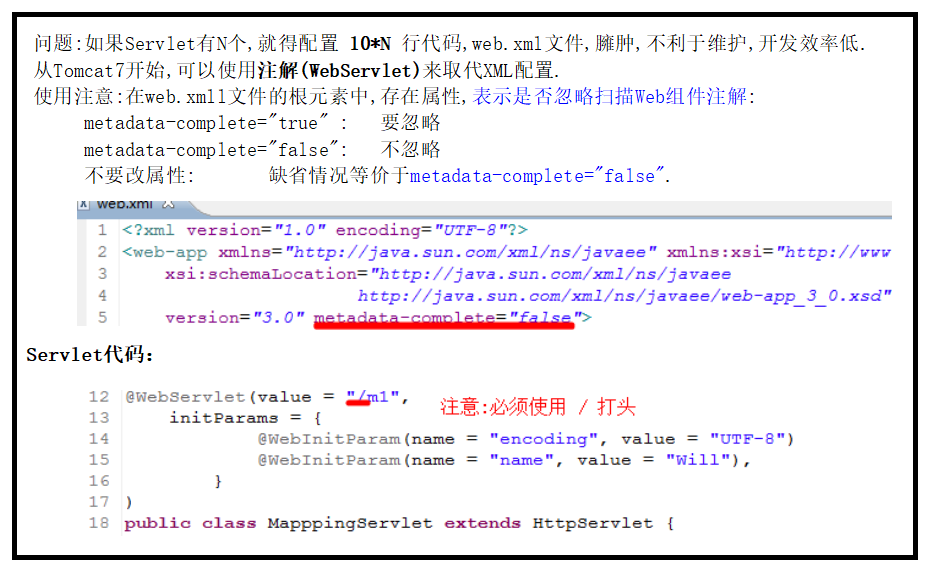 问题:如果Servlet有N个,就得配置 10*N 行代码,web.xml文件,臃肿,不利于维护,开发效率低.
从Tomcat7开始,可以使用注解(WebServlet)来取代XML配置.
使用注意:在web.xmll文件的根元素中,存在属性,表示是否忽略扫描Web组件注解:
metadata-complete="true" : 要忽略
metadata-complete="false": 不忽略
不要改属性: 缺省情况等价于metadata-complete="false".
web.xml
1 <?xml version="1.0" encoding="UTF-8"?>
2 <web-app xmlns="http://java.sun.com/xml/ns/javaee" xmlns:xsi="http://www
3 xsi:schemaLocation="http://java.sun.com/xml/ns/javaee
4 http://java.sun.com/xml/ns/javaee/web-app_3_0.xsd"
5 version="3.0" metadata-complete="false">
Servlet代码:
12 @WebServlet(value = "/m1",
注意:必须使用 / 打头
13 initParams = {
14 @WebInitParam(name = "encoding", value = "UTF-8")
15 @WebInitParam(name = "name", value = "Will"),
16 }
17 )
18 public class MapppingServlet extends HttpServlet {